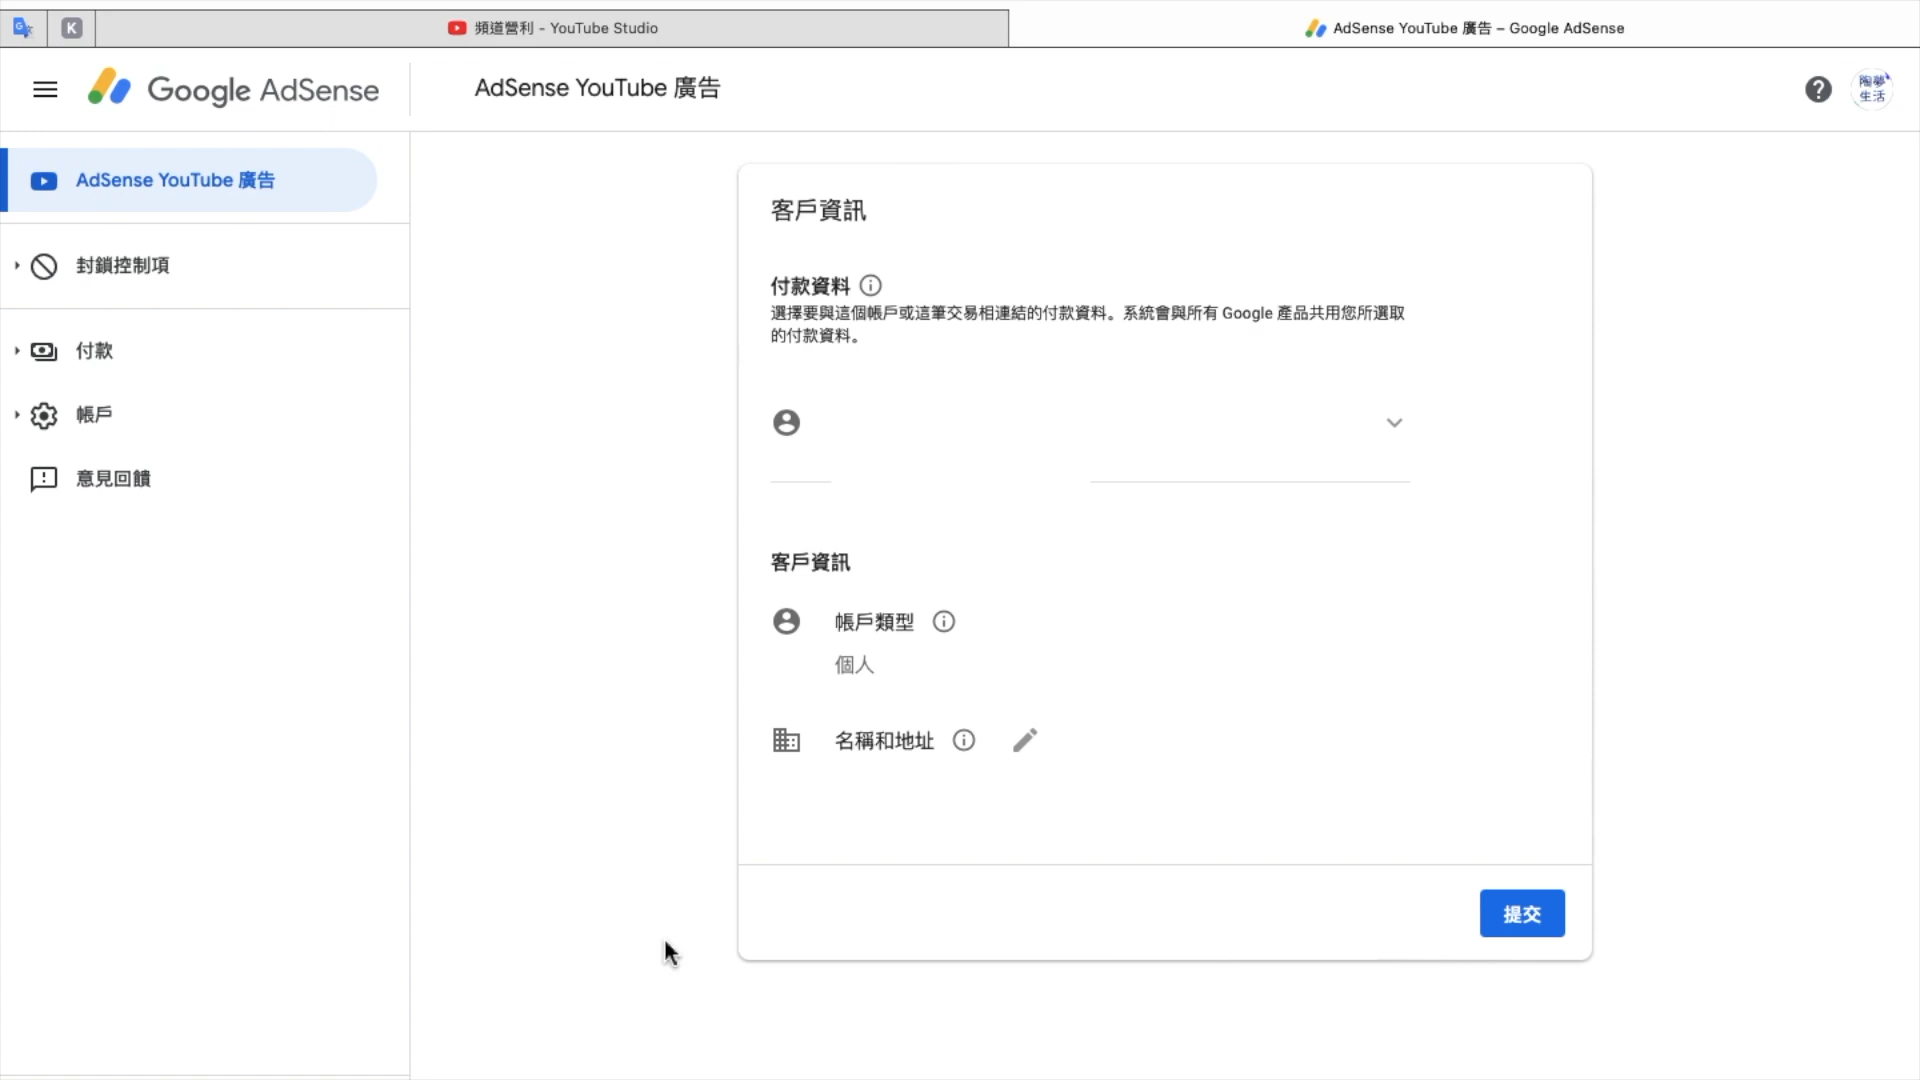 頻道營利 - YouTube Studio
AdSense YouTube 廣告 – Google AdSense
K
Google AdSense
AdSense YouTube 廣告
陶夢
生活
AdSense YouTube 廣告
封鎖控制項
付款
帳戶
意見回饋
客戶資訊
付款資料
選擇要與這個帳戶或這筆交易相連結的付款資料。系統會與所有 Google 產品共用您所選取
的付款資料。
客戶資訊
帳戶類型
個人
名稱和地址
提交